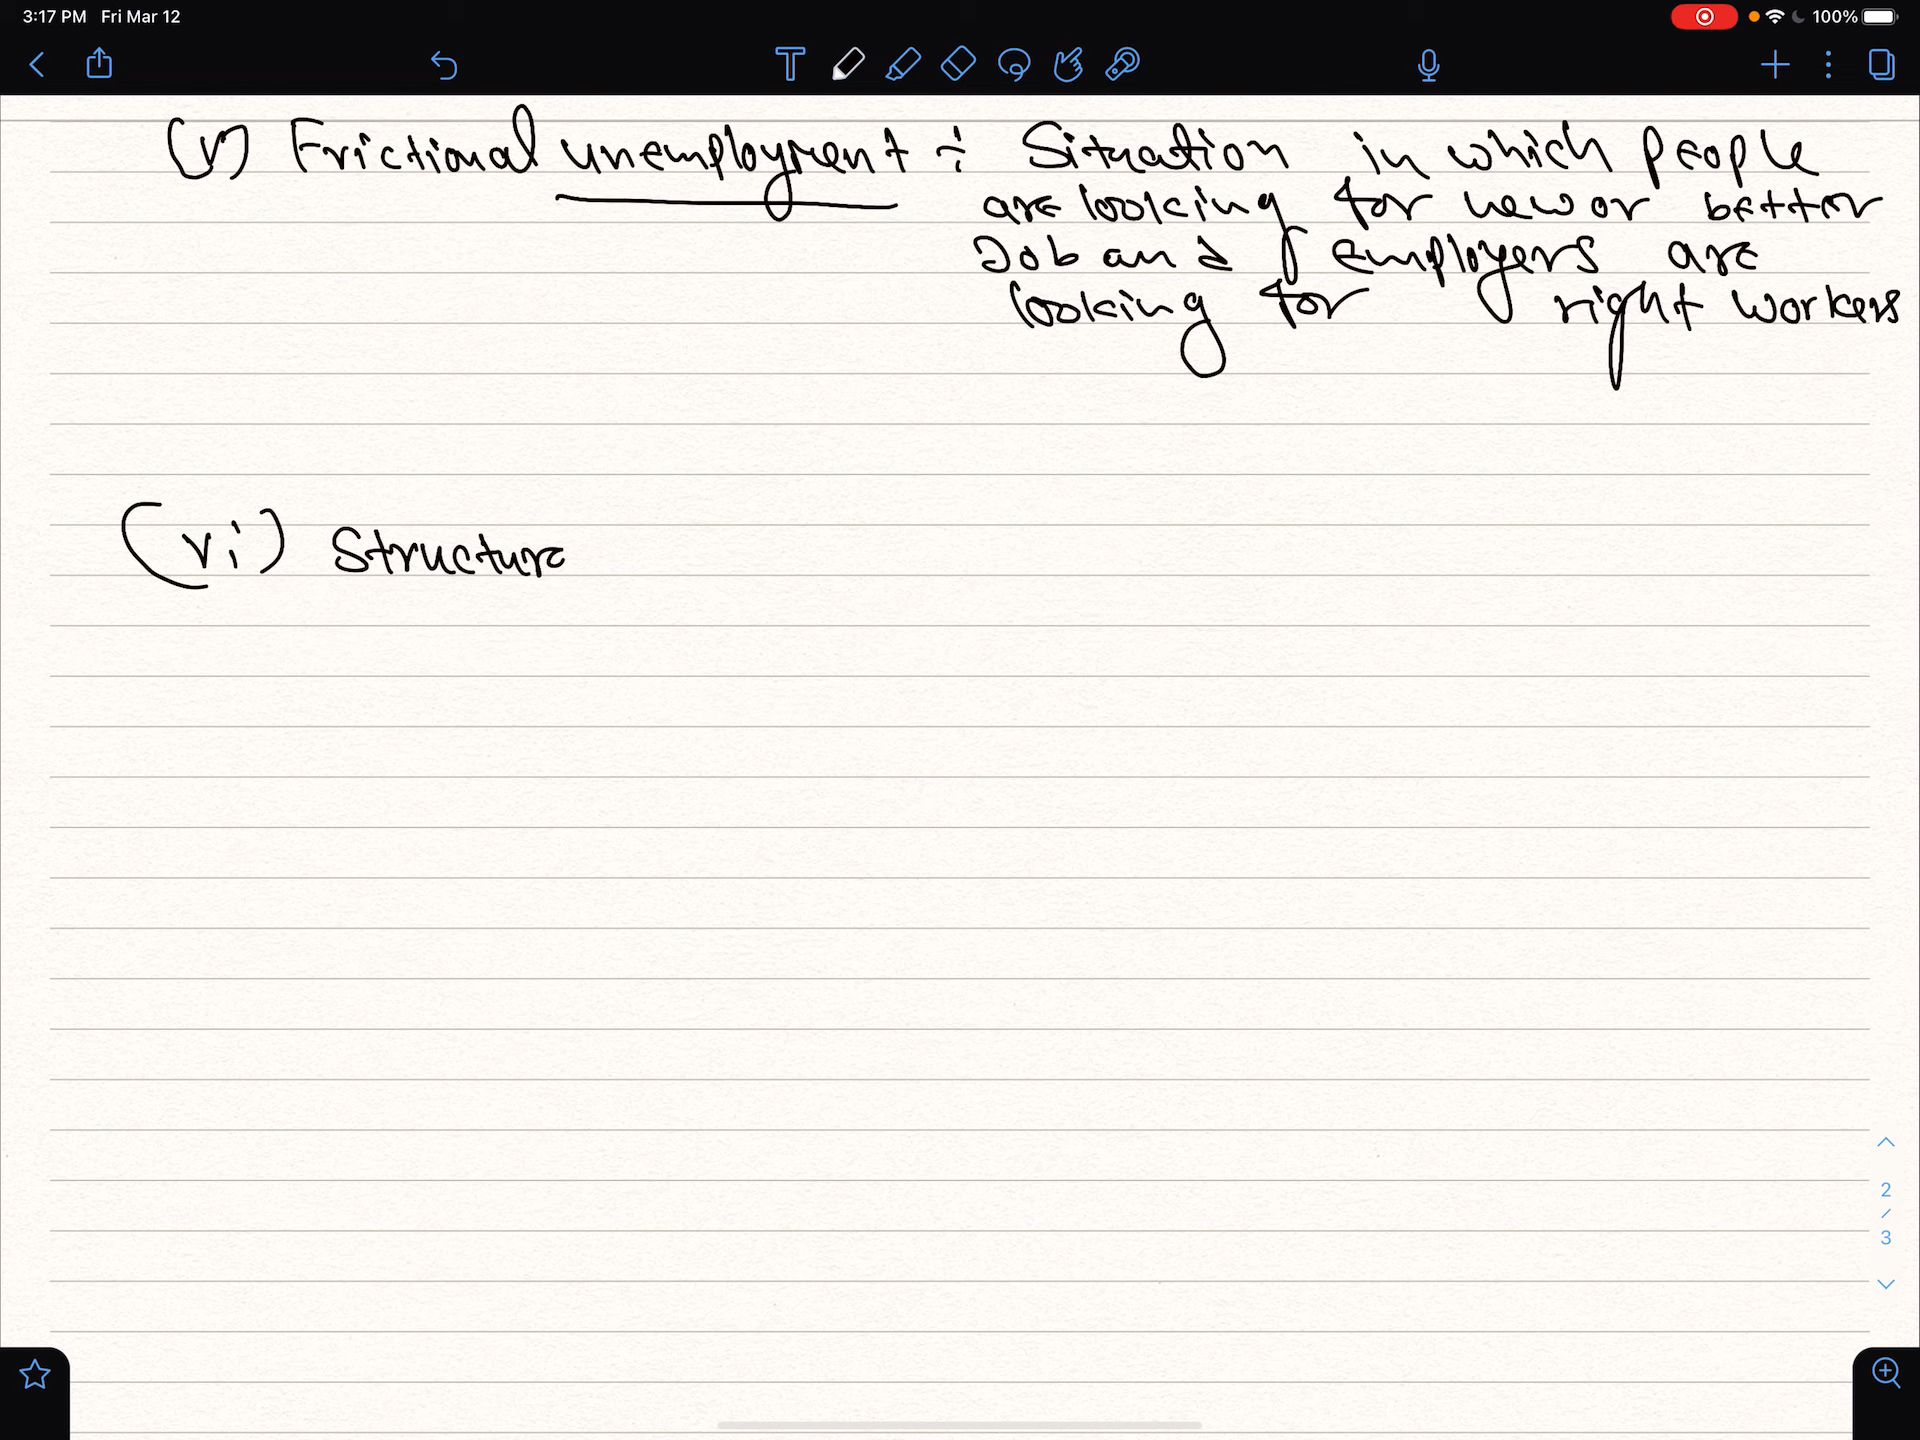 3:17 PM Fri Mar 12
100%
(v) Frictional unemployment ÷ Situation in which people
are looking for new or better
Job and employers are
looking for right workers
(vi) Structure
2
/
3